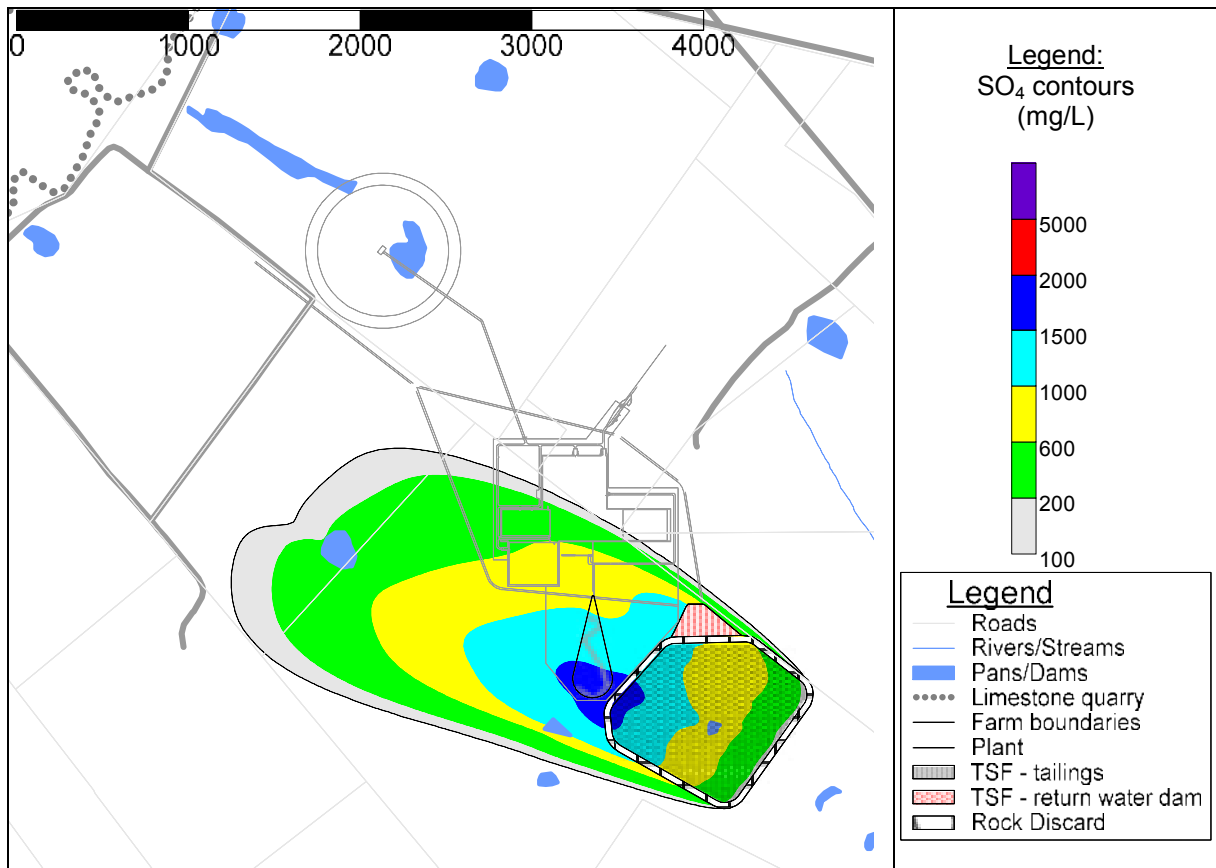 0 1000 2000 3000 4000
Legend:
SO₄ contours
(mg/L)
5000
2000
1500
1000
600
200
100
Legend
Roads
Rivers/Streams
Pans/Dams
Limestone quarry
Farm boundaries
Plant
TSF - tailings
TSF - return water dam
Rock Discard